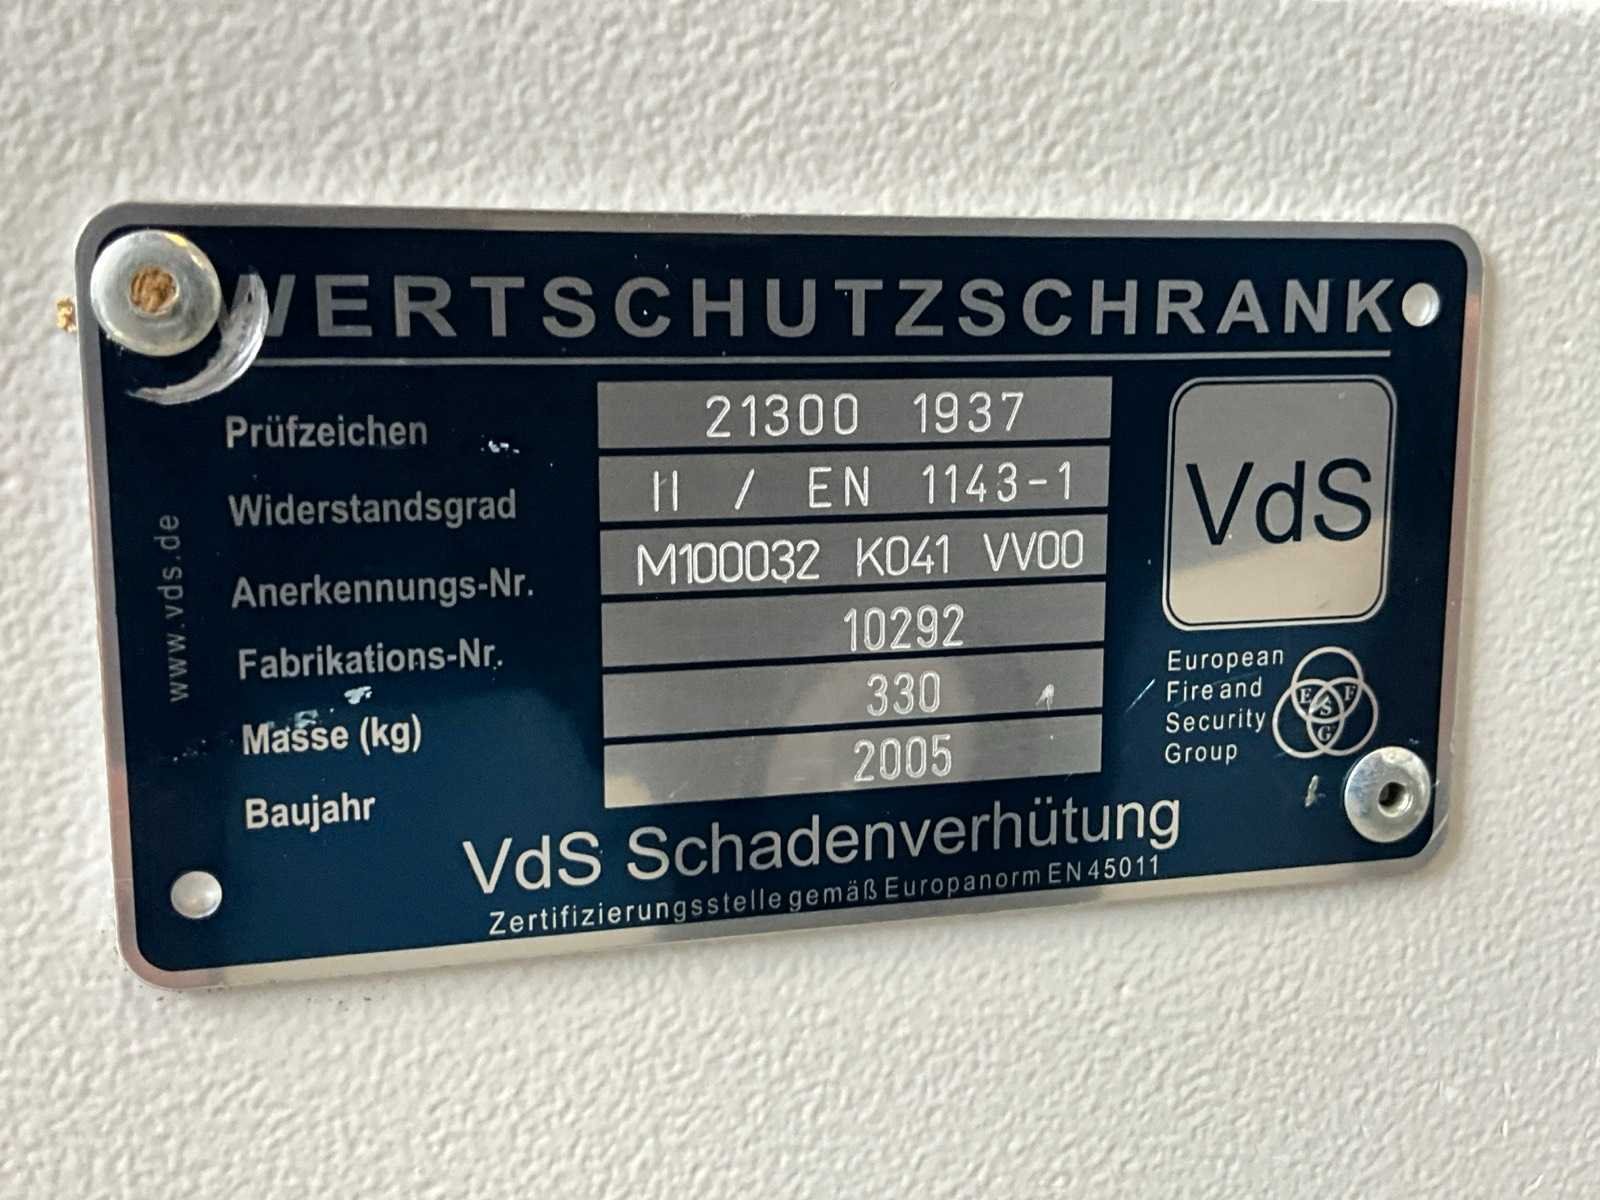 WERTSCHUTZSCHRANK
Prüfzeichen 21300 1937
Widerstandsgrad II / EN 1143-1
Anerkennungs-Nr. M100032 K041 VV00
Fabrikations-Nr. 10292
Masse (kg) 330
Baujahr 2005
www.vds.de
VdS
European
Fire and
Security
Group
E F
S
G
VdS Schadenverhütung
Zertifizierungsstelle gemäß Europanorm EN 45011